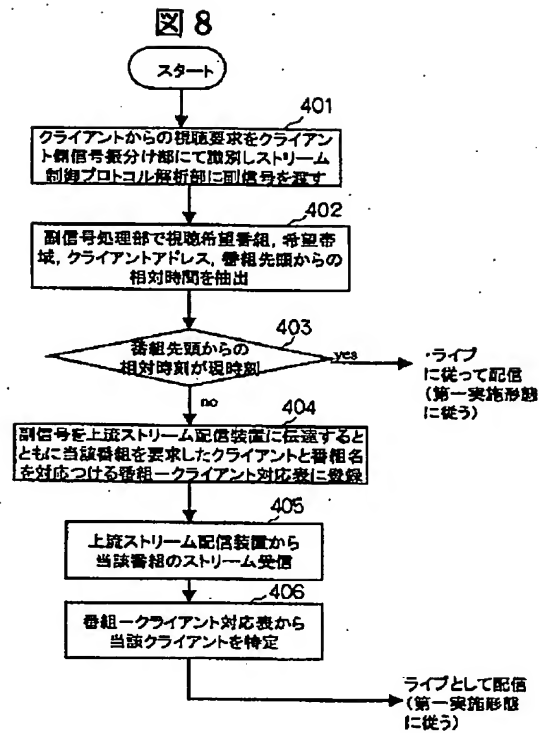 図 8
スタート
401
クライアントからの視聴要求をクライアン
ト側信号振分け部にて識別しストリーム
制御プロトコル解析部に副信号を渡す
402
副信号処理部で視聴希望番組, 希望帯
域, クライアントアドレス, 番組先頭からの
相対時間を抽出
403
番組先頭からの
相対時刻が現時刻
yes
・ライブ
に従って配信
(第一実施形態
に従う)
no
404
副信号を上流ストリーム配信装置に伝達すると
ともに当該番組を要求したクライアントと番組名
を対応つける番組ークライアント対応表に登録
405
上流ストリーム配信装置から
当該番組のストリーム受信
406
番組ークライアント対応表から
当該クライアントを特定
ライブとして配信
(第一実施形態
に従う)